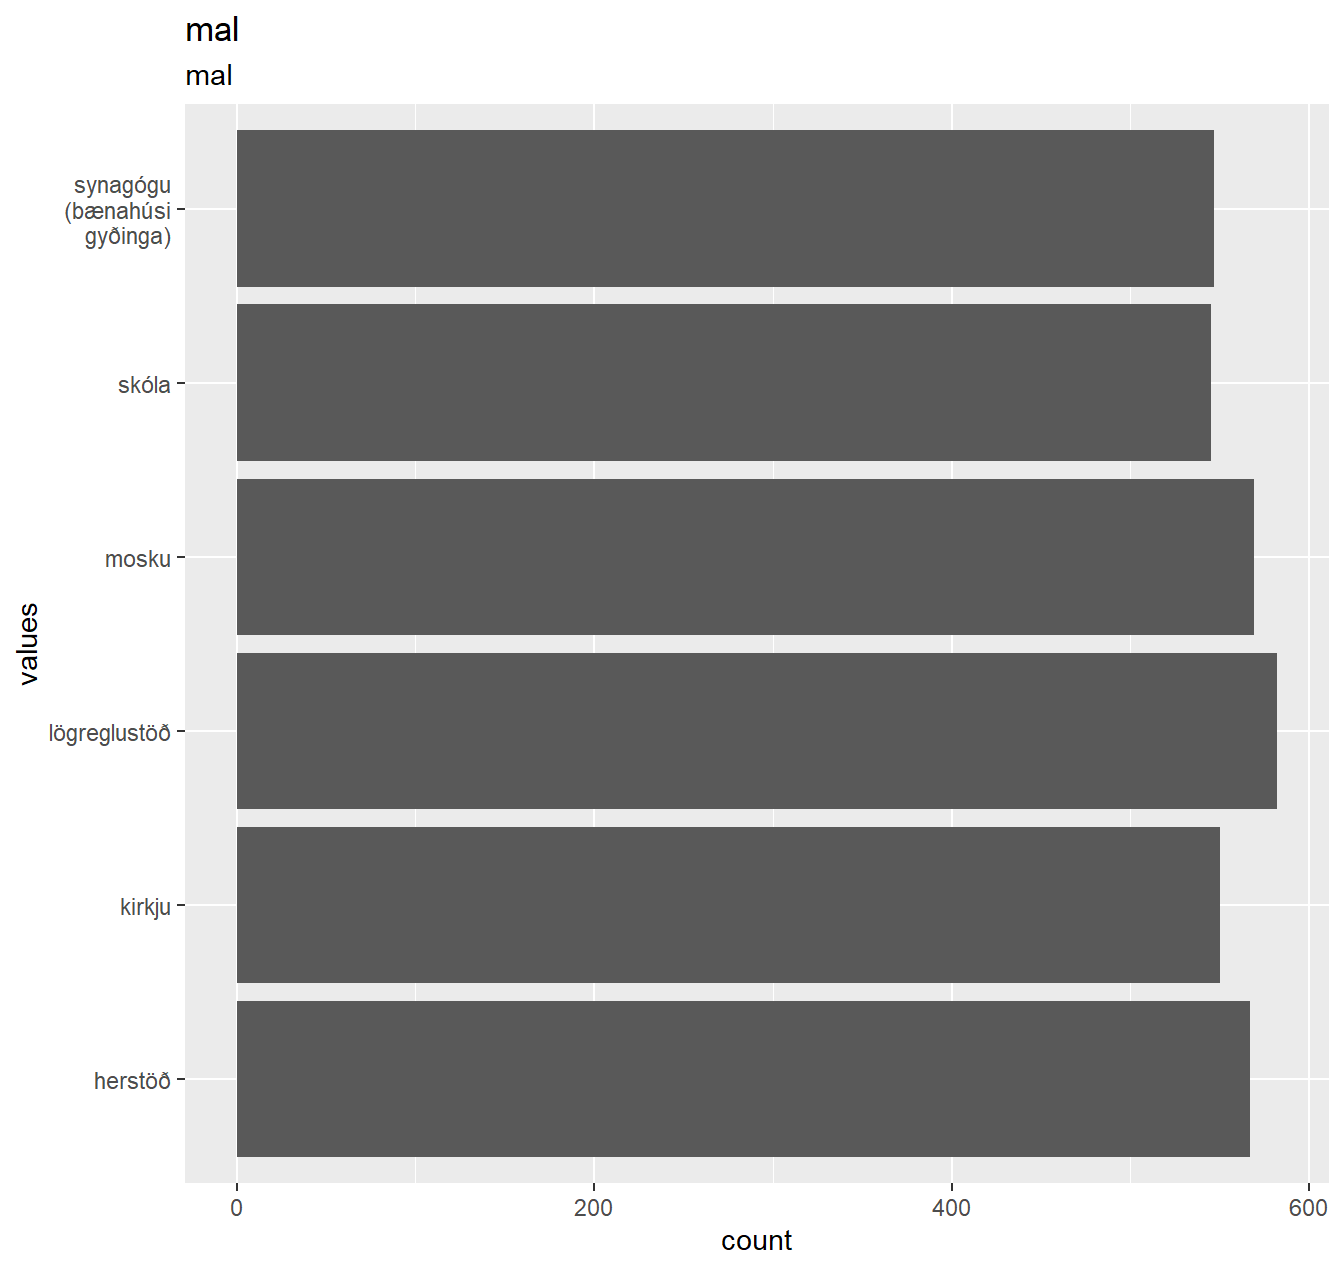 mal
mal
synagógu
(bænahúsi
gyðinga)
skóla
mosku
lögreglustöð
kirkju
herstöð
values
0 200 400 600
count